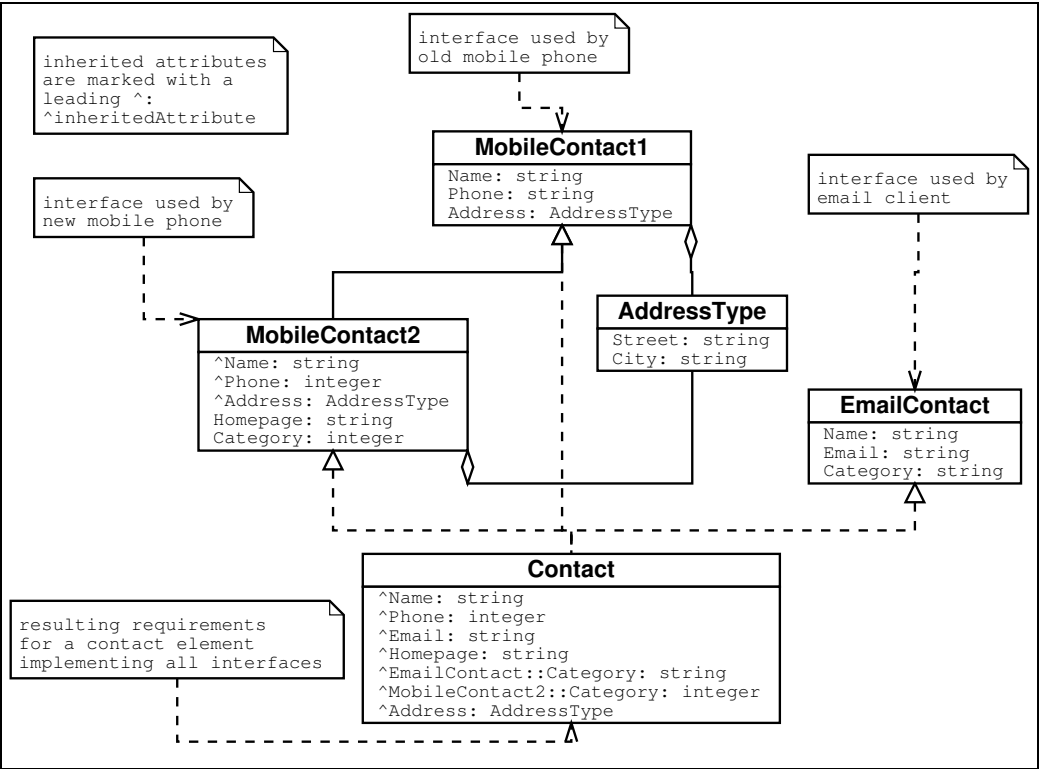 interface used by
old mobile phone
inherited attributes
are marked with a
leading ^:
^inheritedAttribute
MobileContact1
Name: string
Phone: string
Address: AddressType
interface used by
email client
interface used by
new mobile phone
AddressType
Street: string
City: string
MobileContact2
^Name: string
^Phone: integer
^Address: AddressType
Homepage: string
Category: integer
EmailContact
Name: string
Email: string
Category: string
Contact
^Name: string
^Phone: integer
^Email: string
^Homepage: string
^EmailContact::Category: string
^MobileContact2::Category: integer
^Address: AddressType
resulting requirements
for a contact element
implementing all interfaces